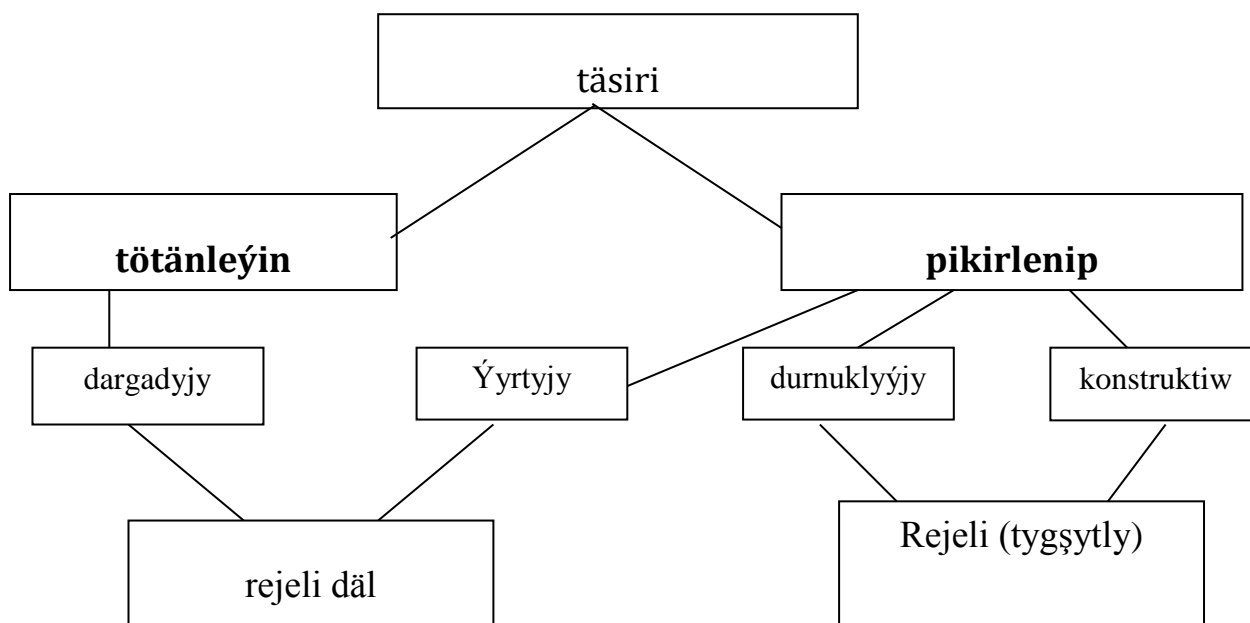 täsiri
tötänleýin
pikirlenip
dargadyjy
Ýyrtyjy
durnuklyýjy
konstruktiw
Rejeli (tygşytly)
rejeli däl